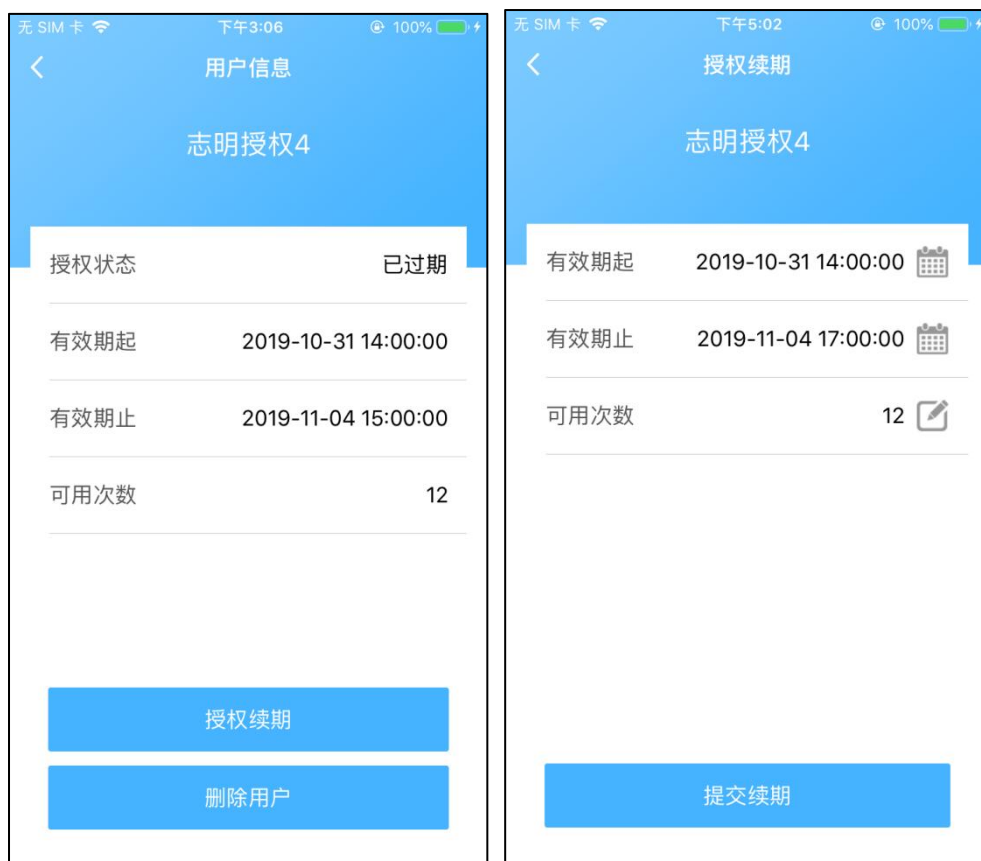 无 SIM 卡 下午3:06 100%
用户信息
志明授权4
授权状态 已过期
有效期起 2019-10-31 14:00:00
有效期止 2019-11-04 15:00:00
可用次数 12
授权续期
删除用户
无 SIM 卡 下午5:02 100%
授权续期
志明授权4
有效期起 2019-10-31 14:00:00
有效期止 2019-11-04 17:00:00
可用次数 12
提交续期